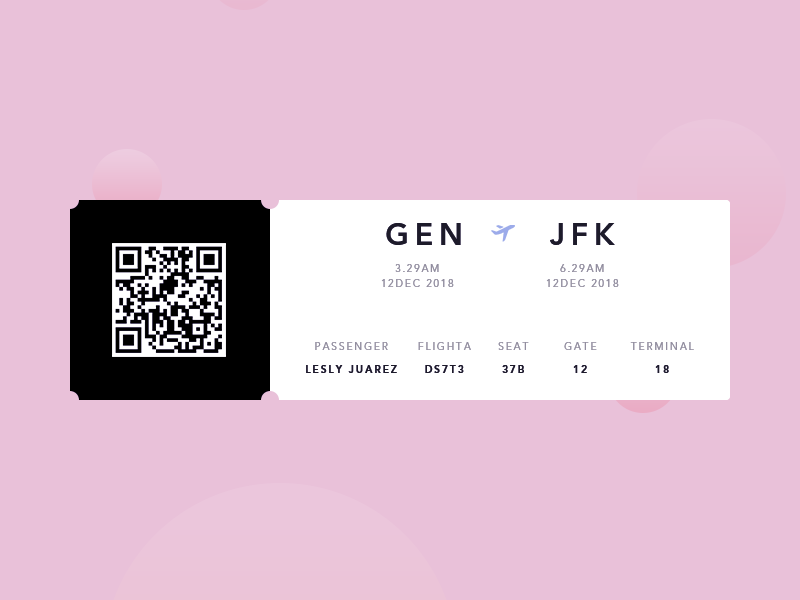 GEN JFK
3.29AM 6.29AM
12DEC 2018 12DEC 2018
PASSENGER FLIGHTA SEAT GATE TERMINAL
LESLY JUAREZ DS7T3 37B 12 18